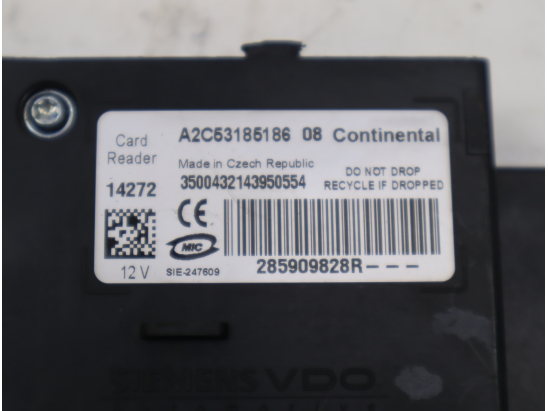 Card Reader
A2C53185186 08 Continental
Made in Czech Republic
DO NOT DROP
RECYCLE IF DROPPED
14272
3500432143950554
CE
MIC
12 V
SIE-247609
285909828R---
SIEMENS VDO